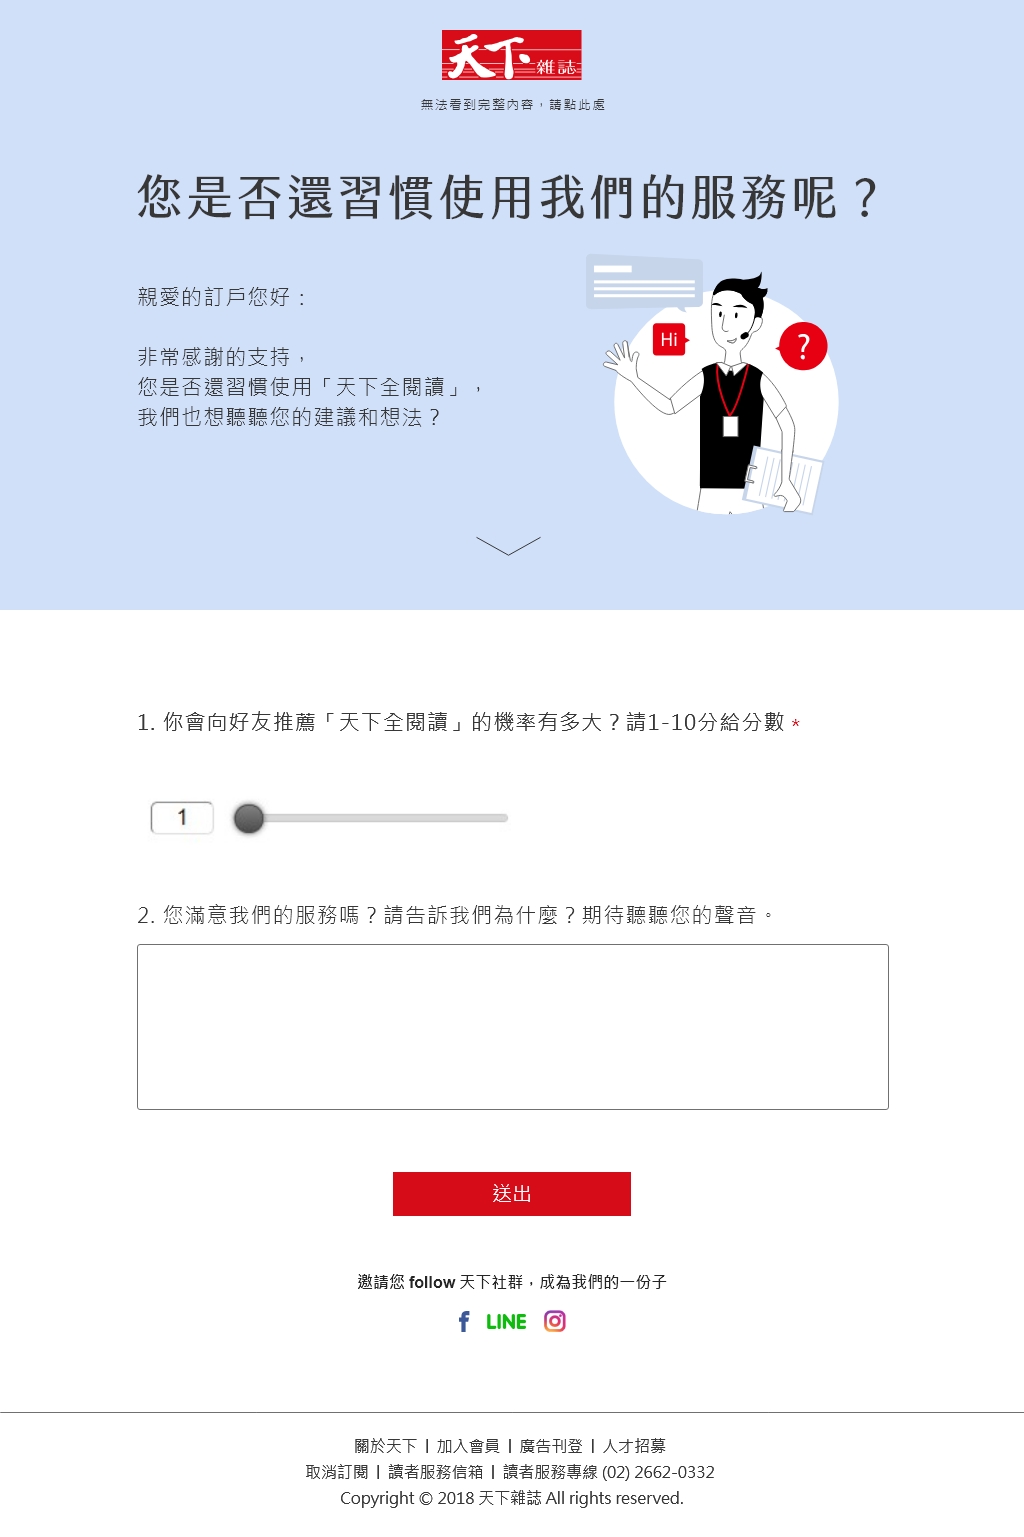 天下雜誌
無法看到完整內容，請點此處
您是否還習慣使用我們的服務呢？
親愛的訂戶您好：
非常感謝的支持，
您是否還習慣使用「天下全閱讀」，
我們也想聽聽您的建議和想法？
Hi
?
1. 你會向好友推薦「天下全閱讀」的機率有多大？請1-10分給分數 *
1
2. 您滿意我們的服務嗎？請告訴我們為什麼？期待聽聽您的聲音。
送出
邀請您 follow 天下社群，成為我們的一份子
f LINE
關於天下 | 加入會員 | 廣告刊登 | 人才招募
取消訂閱 | 讀者服務信箱 | 讀者服務專線 (02) 2662-0332
Copyright © 2018 天下雜誌 All rights reserved.